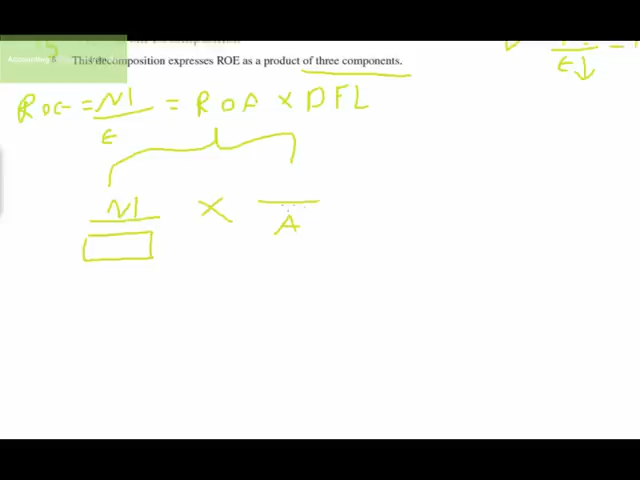 This decomposition expresses ROE as a product of three components.
ROE = NI / E = ROA × DFL
E ↓
NI × 
A